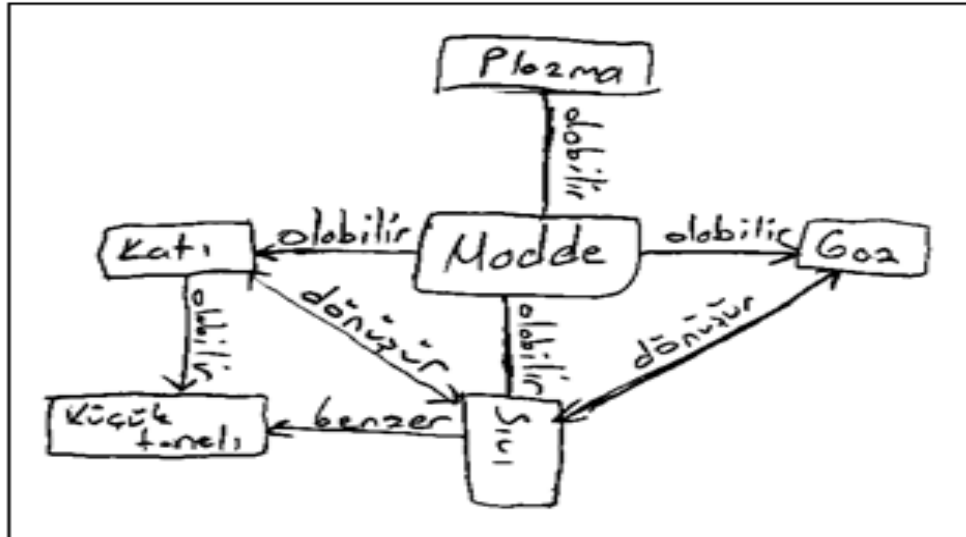 Plazma
olabilir
Katı
olabilir
Madde
olabilir
Gaz
olabilir
dönüşür
olabilir
dönüşür
Küçük
taneli
benzer
Sıvı